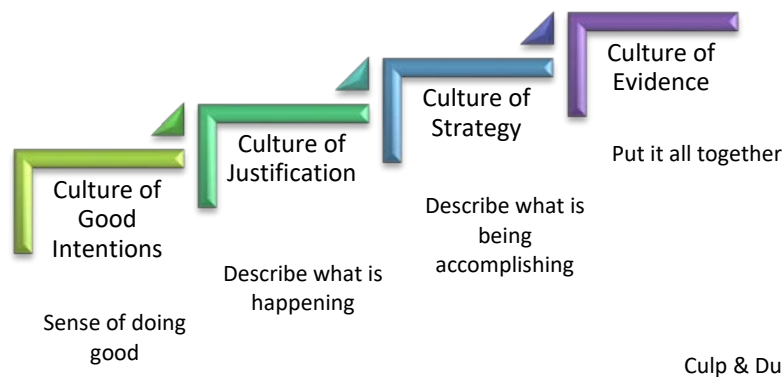 Culture of
Good
Intentions
Sense of doing
good
Culture of
Justification
Describe what is
happening
Culture of
Strategy
Describe what is
being
accomplishing
Culture of
Evidence
Put it all together
Culp &